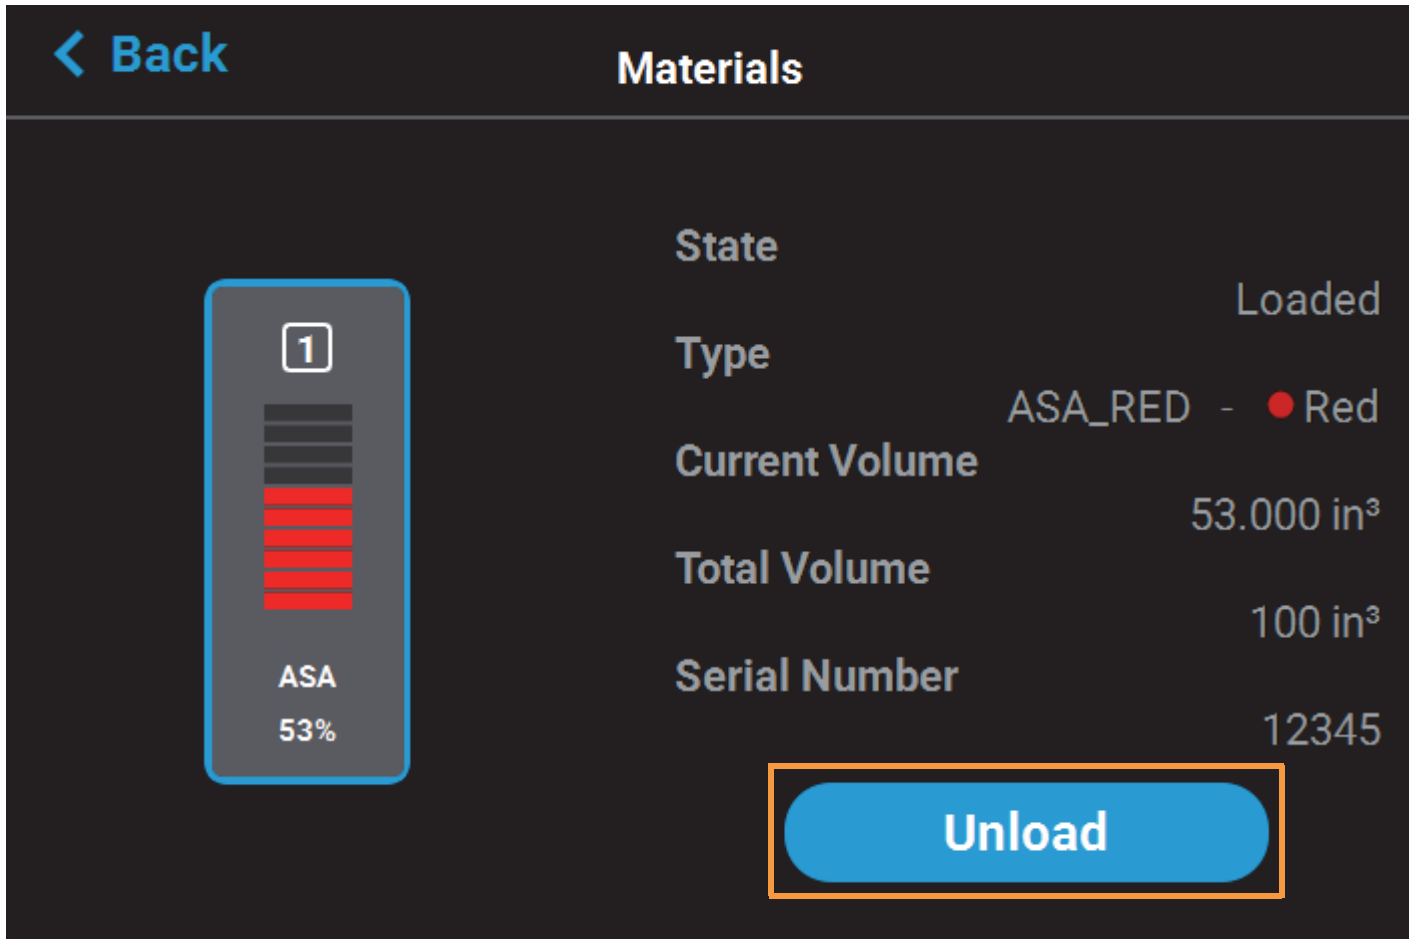 Back
Materials
1
ASA
53%
State
Loaded
Type
ASA_RED - Red
Current Volume
53.000 in³
Total Volume
100 in³
Serial Number
12345
Unload